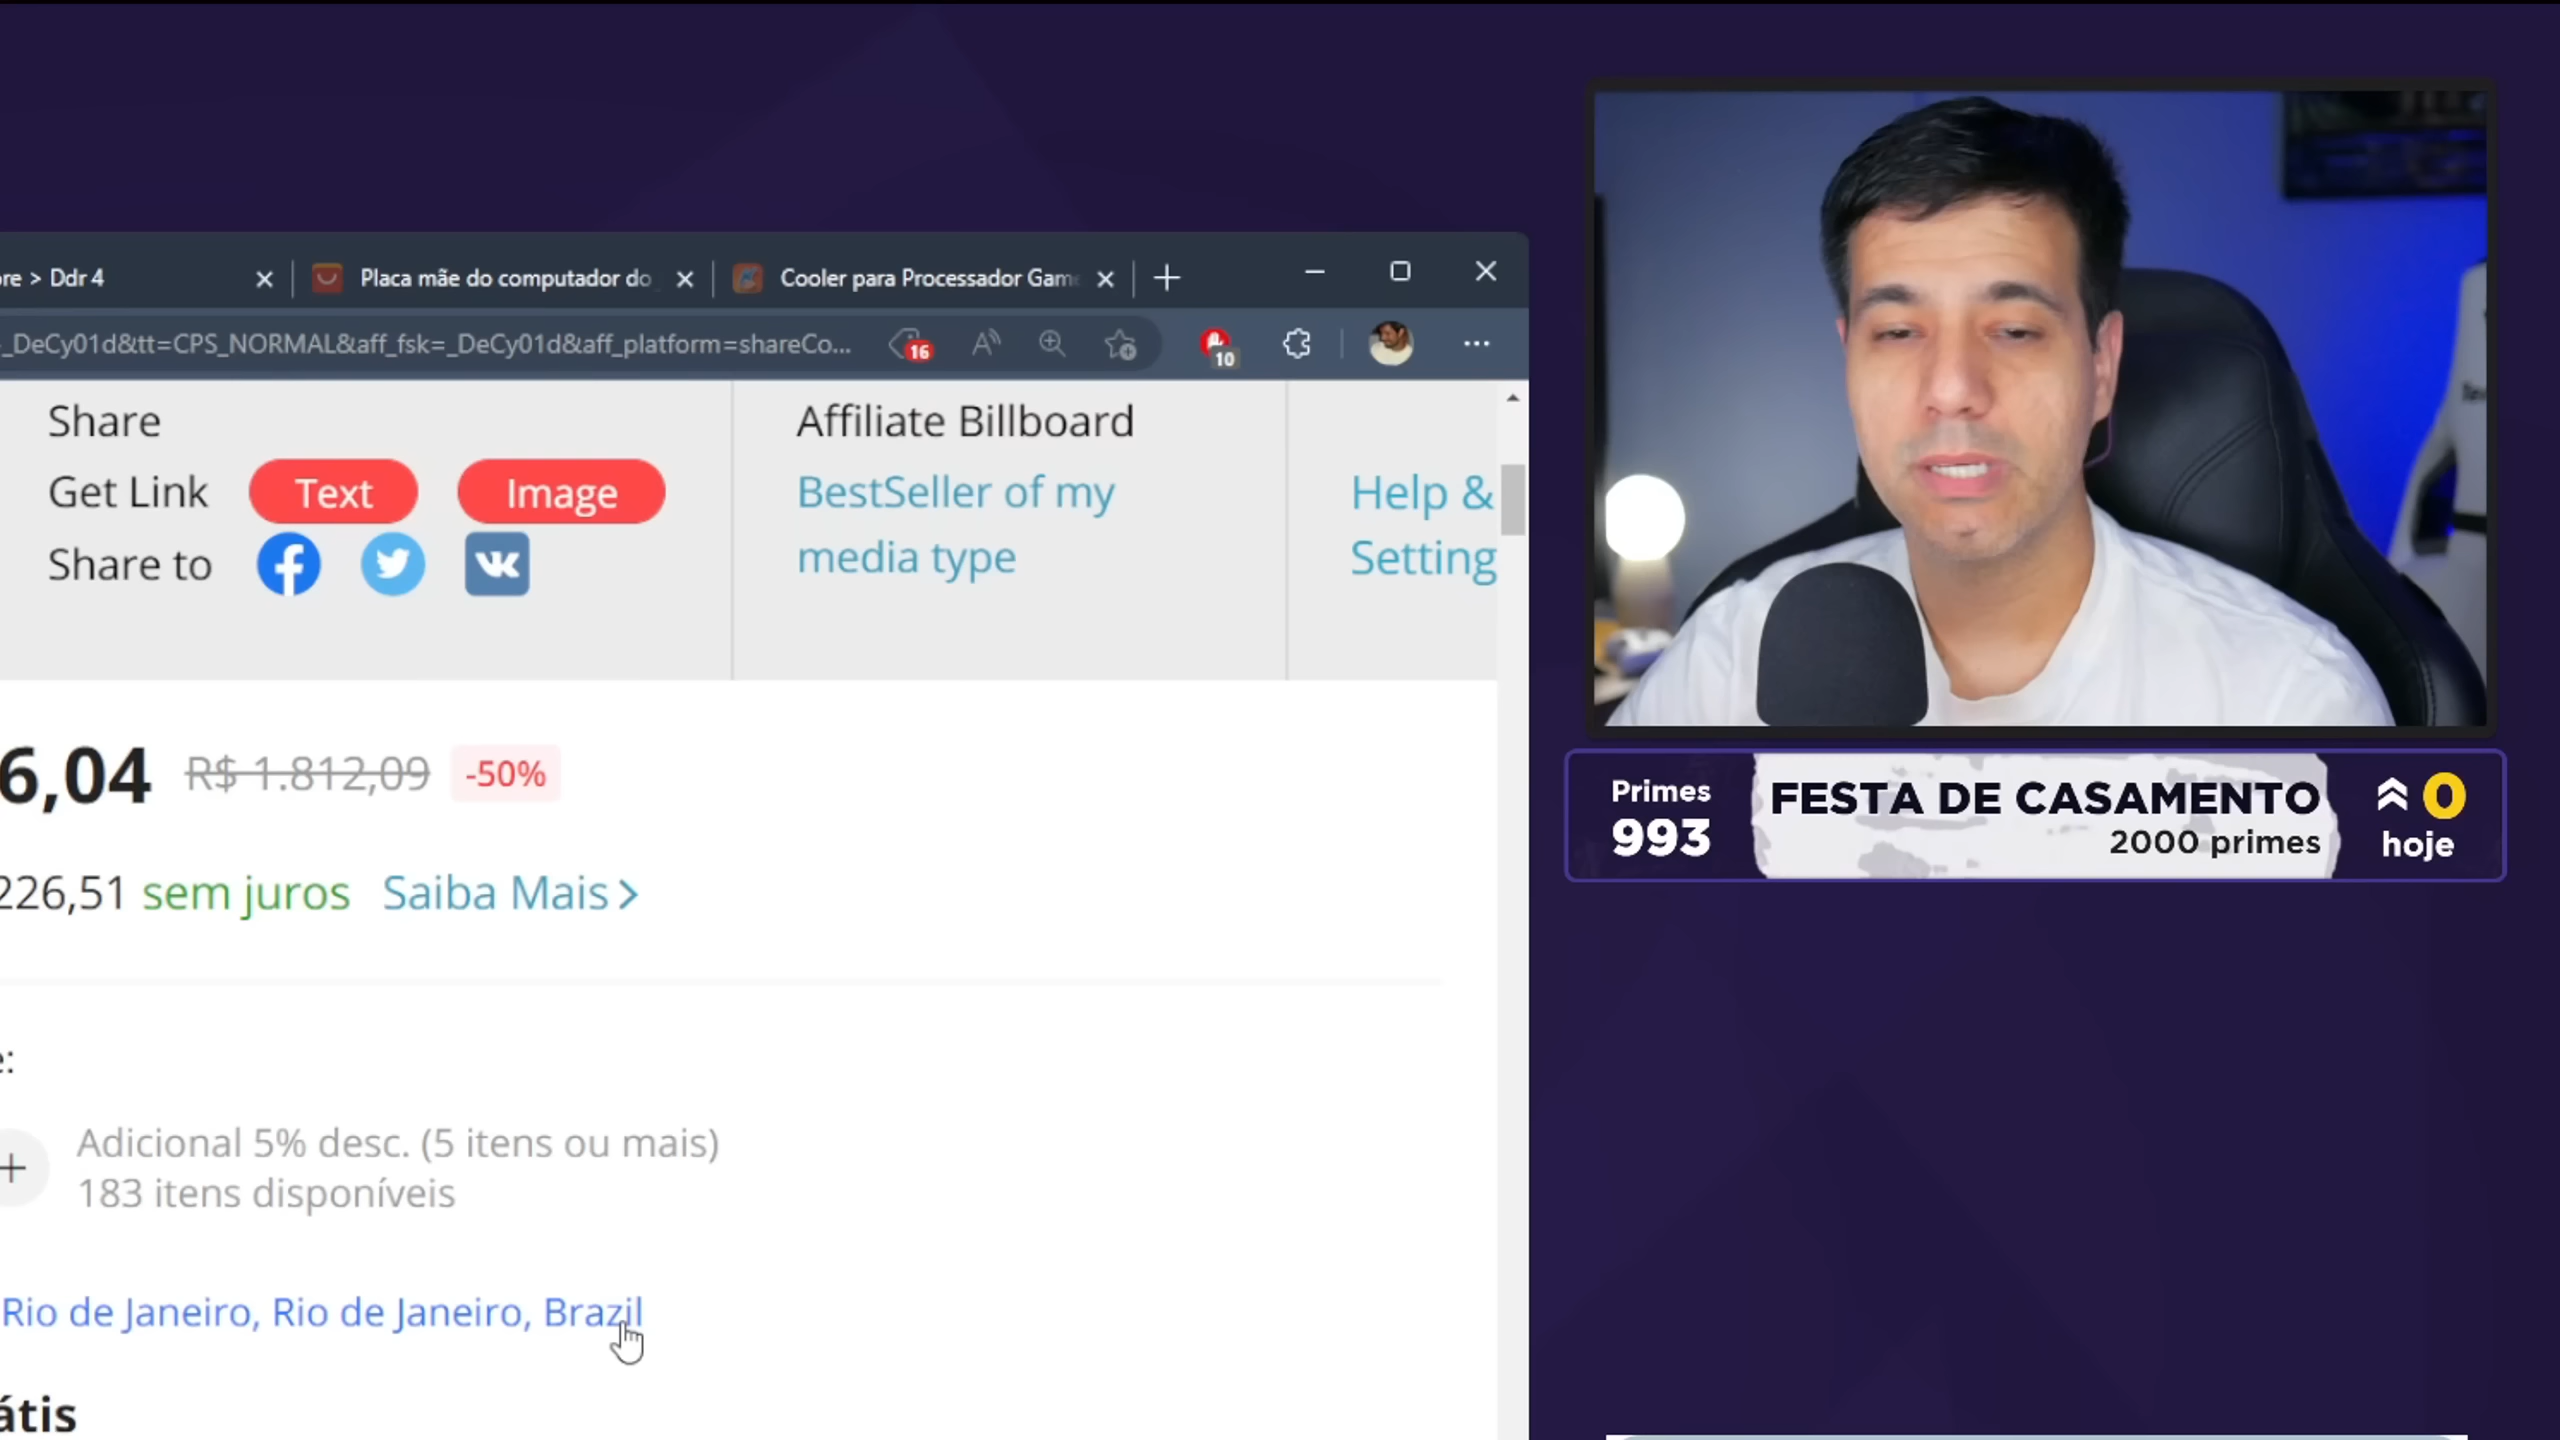 re > Ddr 4
Placa mãe do computador do
Cooler para Processador Gam
_DeCy01d&tt=CPS_NORMAL&aff_fsk=_DeCy01d&aff_platform=shareCo...
16
10
Share
Get Link Text Image
Share to
Affiliate Billboard
BestSeller of my
media type
Help &
Setting
6,04 R$ 1.812,09 -50%
226,51 sem juros Saiba Mais
e:
Adicional 5% desc. (5 itens ou mais)
183 itens disponíveis
Rio de Janeiro, Rio de Janeiro, Brazil
átis
Primes
993
FESTA DE CASAMENTO
2000 primes
0
hoje